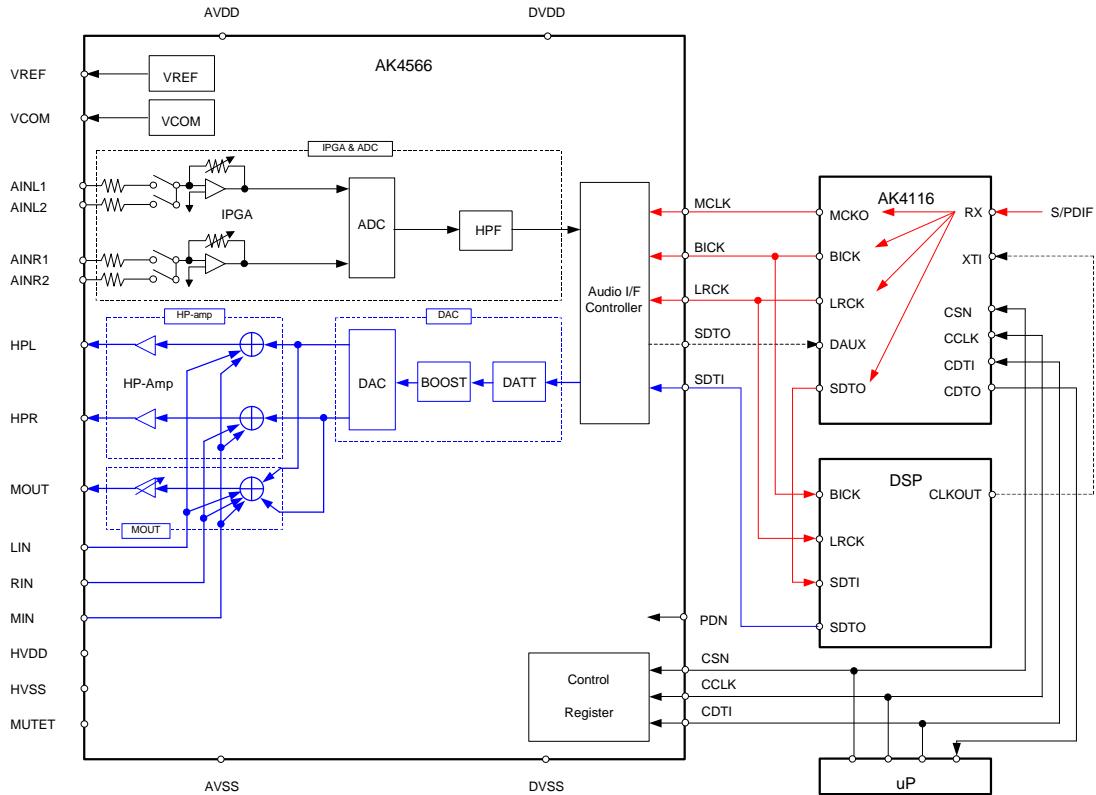 AVDD
DVDD
AK4566
VREF
VREF
VCOM
VCOM
IPGA & ADC
AINL1
AINL2
IPGA
ADC
HPF
AINR1
AINR2
Audio I/F
Controller
MCLK
BICK
LRCK
SDTO
SDTI
AK4116
MCKO
RX
S/PDIF
BICK
XTI
LRCK
CSN
CCLK
DAUX
CDTI
SDTO
CDTO
HP-amp
DAC
HPL
HP-Amp
DAC
BOOST
DATT
HPR
MOUT
MOUT
LIN
RIN
MIN
HVDD
HVSS
MUTET
DSP
BICK
CLKOUT
LRCK
SDTI
SDTO
PDN
CSN
CCLK
CDTI
Control
Register
AVSS
DVSS
uP